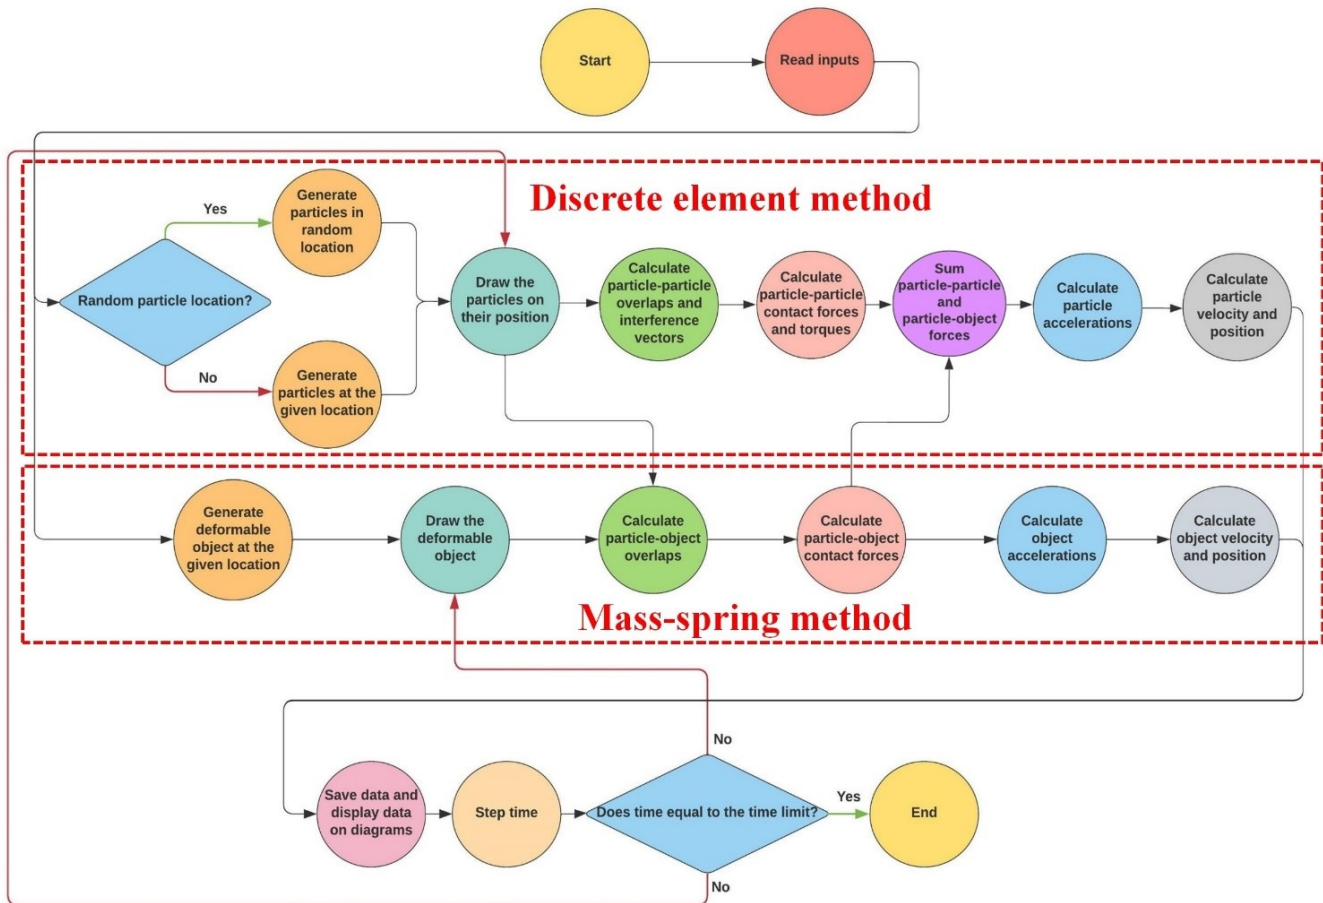 Start
Read inputs
Discrete element method
Yes
Generate
particles in
random
location
Random particle location?
No
Generate
particles at the
given location
Draw the
particles on
their position
Calculate
particle-particle
overlaps and
interference
vectors
Calculate
particle-particle
contact forces
and torques
Sum
particle-particle
and
particle-object
forces
Calculate
particle
accelerations
Calculate
particle
velocity and
position
Generate
deformable
object at the
given location
Draw the
deformable
object
Calculate
particle-object
overlaps
Calculate
particle-object
contact forces
Calculate
object
accelerations
Calculate
object velocity
and position
Mass-spring method
No
Save data and
display data
on diagrams
Step time
Does time equal to the time limit?
Yes
End
No